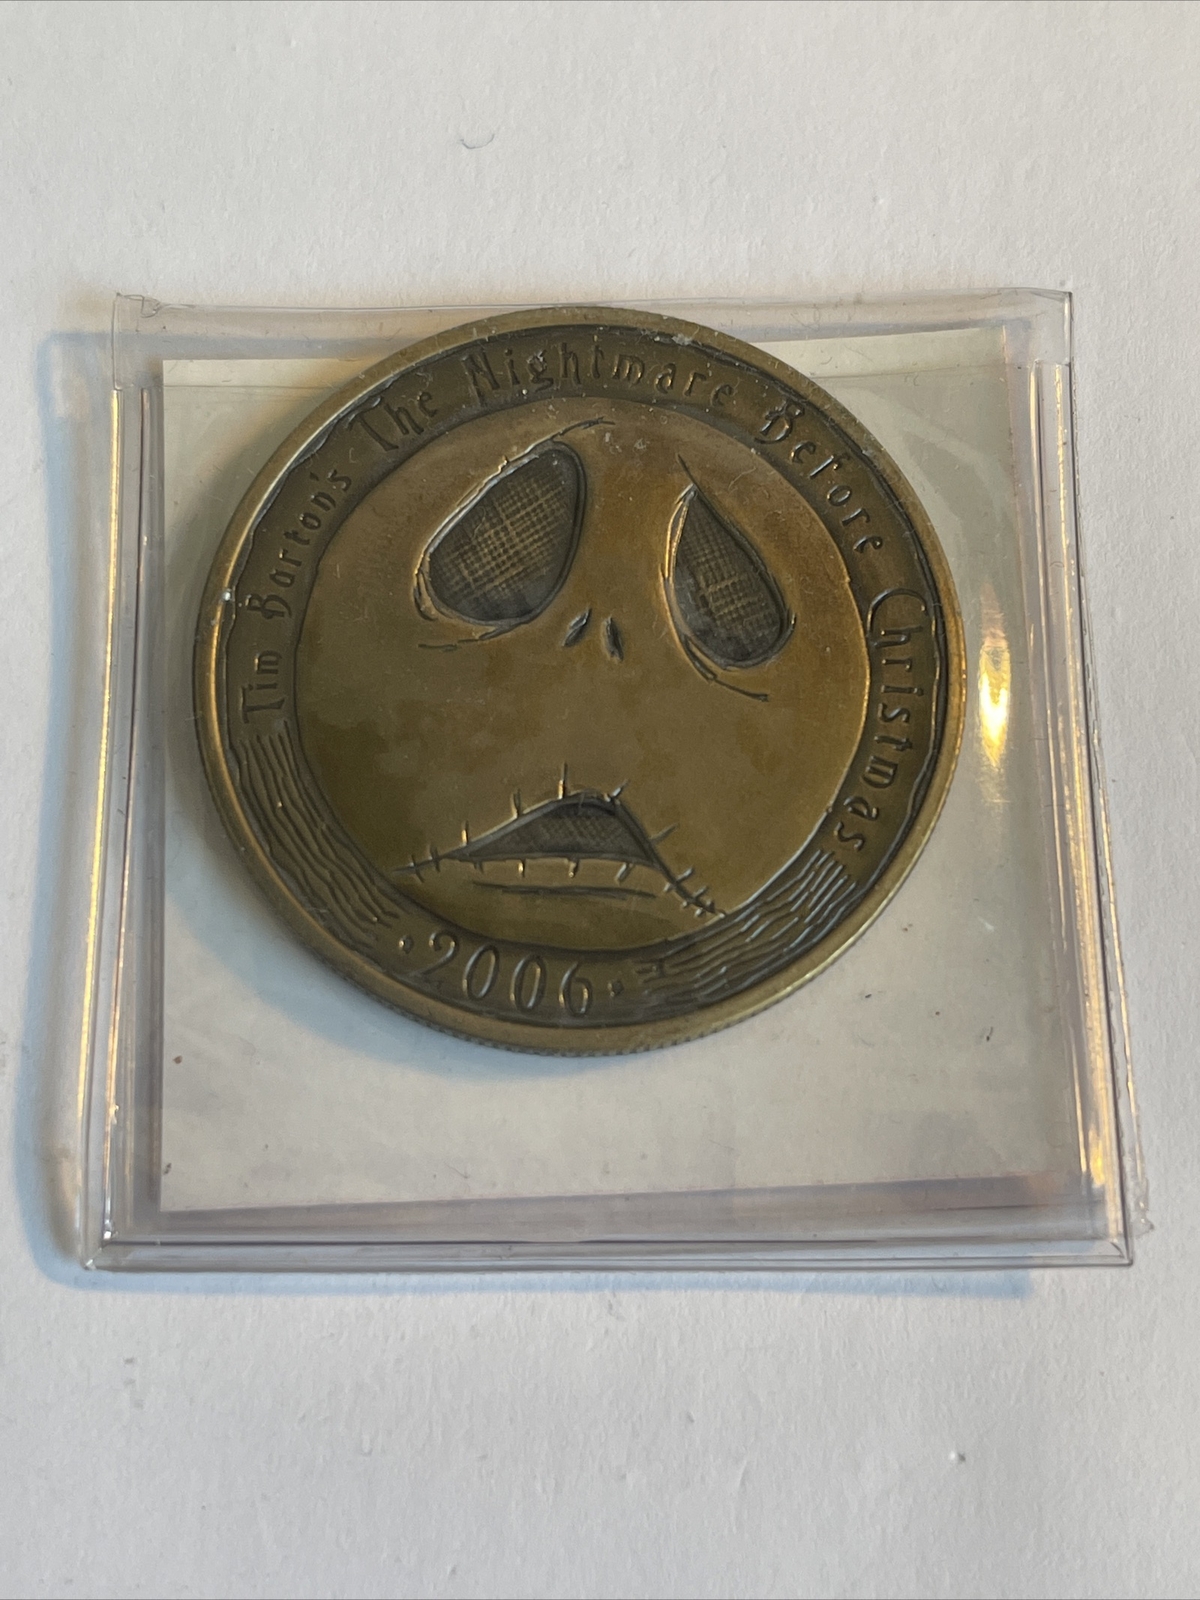 Tim Burton's The Nightmare Before Christmas
·2006·